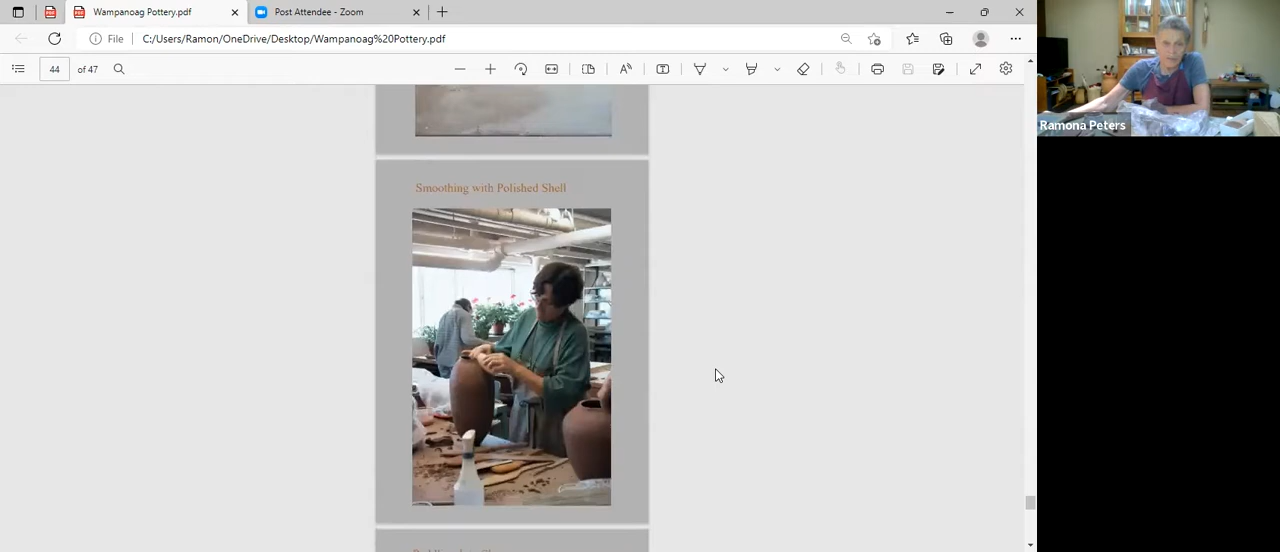 Wampanoag Pottery.pdf
Post Attendee - Zoom
File
C:/Users/Ramon/OneDrive/Desktop/Wampanoag%20Pottery.pdf
44 of 47
Ramona Peters
Smoothing with Polished Shell